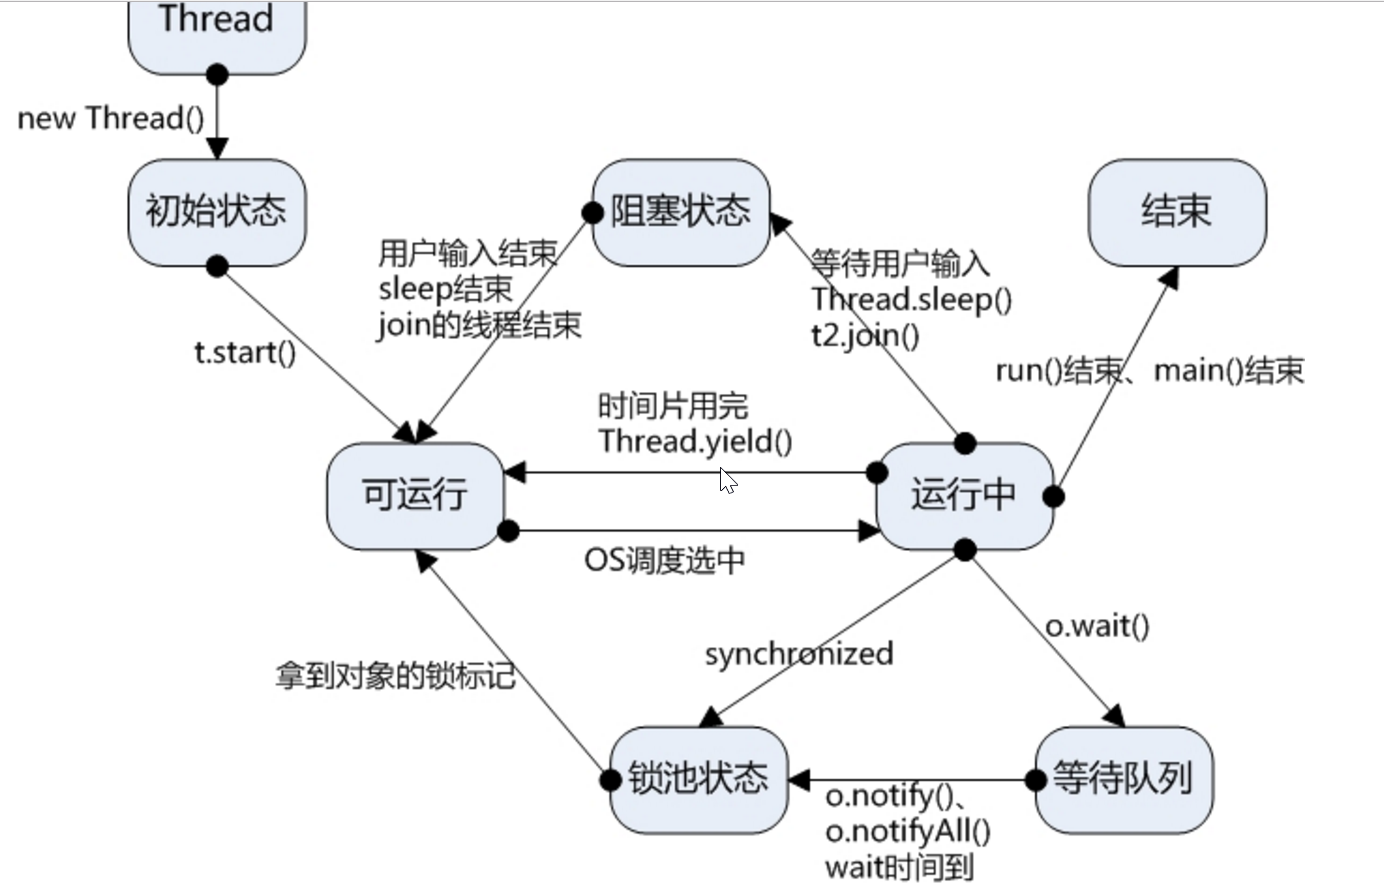 Thread
new Thread()
初始状态
阻塞状态
结束
用户输入结束
sleep结束
join的线程结束
等待用户输入
Thread.sleep()
t2.join()
t.start()
run()结束、main()结束
时间片用完
Thread.yield()
可运行
运行中
OS调度选中
o.wait()
synchronized
拿到对象的锁标记
锁池状态
等待队列
o.notify()、
o.notifyAll()
wait时间到